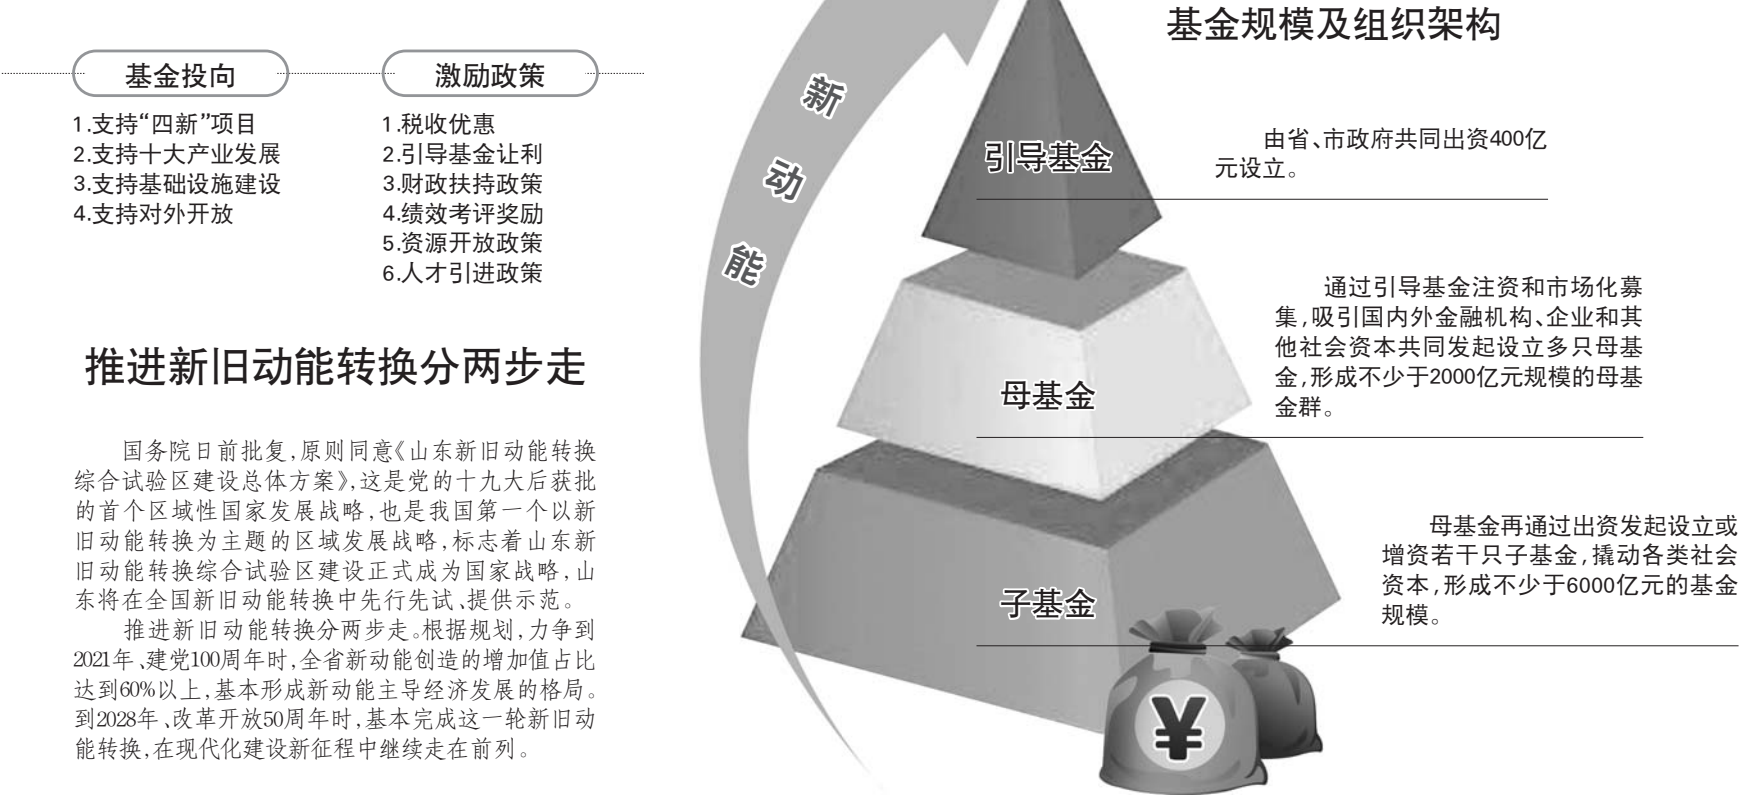 基金投向
1.支持“四新”项目
2.支持十大产业发展
3.支持基础设施建设
4.支持对外开放
激励政策
1.税收优惠
2.引导基金让利
3.财政扶持政策
4.绩效考评奖励
5.资源开放政策
6.人才引进政策
推进新旧动能转换分两步走
国务院日前批复,原则同意《山东新旧动能转换
综合试验区建设总体方案》,这是党的十九大后获批
的首个区域性国家发展战略,也是我国第一个以新
旧动能转换为主题的区域发展战略,标志着山东新
旧动能转换综合试验区建设正式成为国家战略,山
东将在全国新旧动能转换中先行先试、提供示范。
推进新旧动能转换分两步走。根据规划,力争到
2021年、建党100周年时,全省新动能创造的增加值占比
达到60%以上,基本形成新动能主导经济发展的格局。
到2028年、改革开放50周年时,基本完成这一轮新旧动
能转换,在现代化建设新征程中继续走在前列。
基金规模及组织架构
新
动
能
引导基金
由省、市政府共同出资400亿
元设立。
母基金
通过引导基金注资和市场化募
集,吸引国内外金融机构、企业和其
他社会资本共同发起设立多只母基
金,形成不少于2000亿元规模的母基
金群。
子基金
母基金再通过出资发起设立或
增资若干只子基金,撬动各类社会
资本,形成不少于6000亿元的基金
规模。
¥